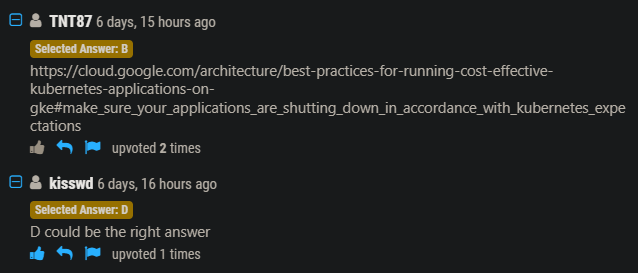 TNT87 6 days, 15 hours ago
Selected Answer: B
https://cloud.google.com/architecture/best-practices-for-running-cost-effective-
kubernetes-applications-on-
gke#make_sure_your_applications_are_shutting_down_in_accordance_with_kubernetes_expe
ctations
upvoted 2 times
kisswd 6 days, 16 hours ago
Selected Answer: D
D could be the right answer
upvoted 1 times